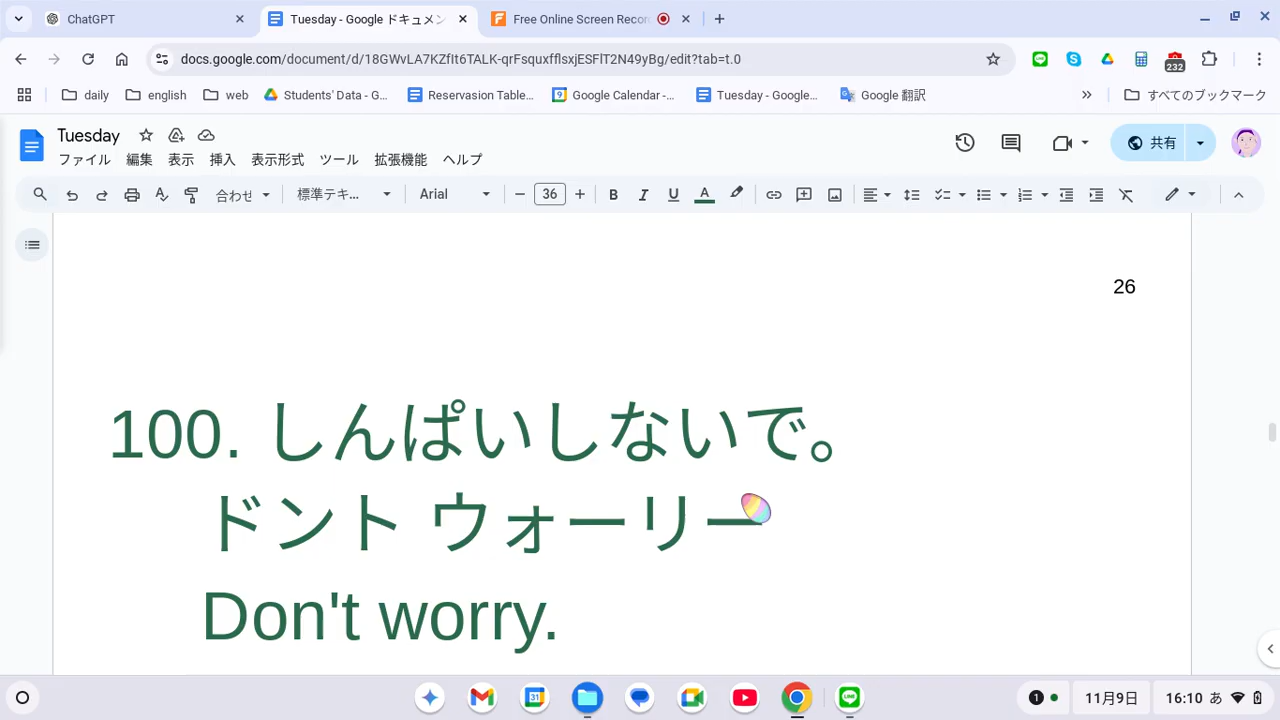 ChatGPT
Tuesday - Google ドキュメン
Free Online Screen Recor
docs.google.com/document/d/18GWvLA7KZfIt6TALK-qrFsquxfflsxjESFlT2N49yBg/edit?tab=t.0
232
daily
english
web
Students' Data - G...
Reservasion Table...
Google Calendar -...
Tuesday - Google...
Google 翻訳
すべてのブックマーク
Tuesday
ファイル 編集 表示 挿入 表示形式 ツール 拡張機能 ヘルプ
共有
合わせ
標準テキ...
Arial
36
26
100. しんぱいしないで。
ドント ウォーリー
Don't worry.
31
1
11月9日
16:10 あ